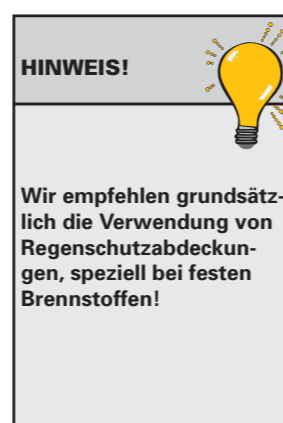 HINWEIS!
Wir empfehlen grundsätz-
lich die Verwendung von
Regenschutzabdeckun-
gen, speziell bei festen
Brennstoffen!